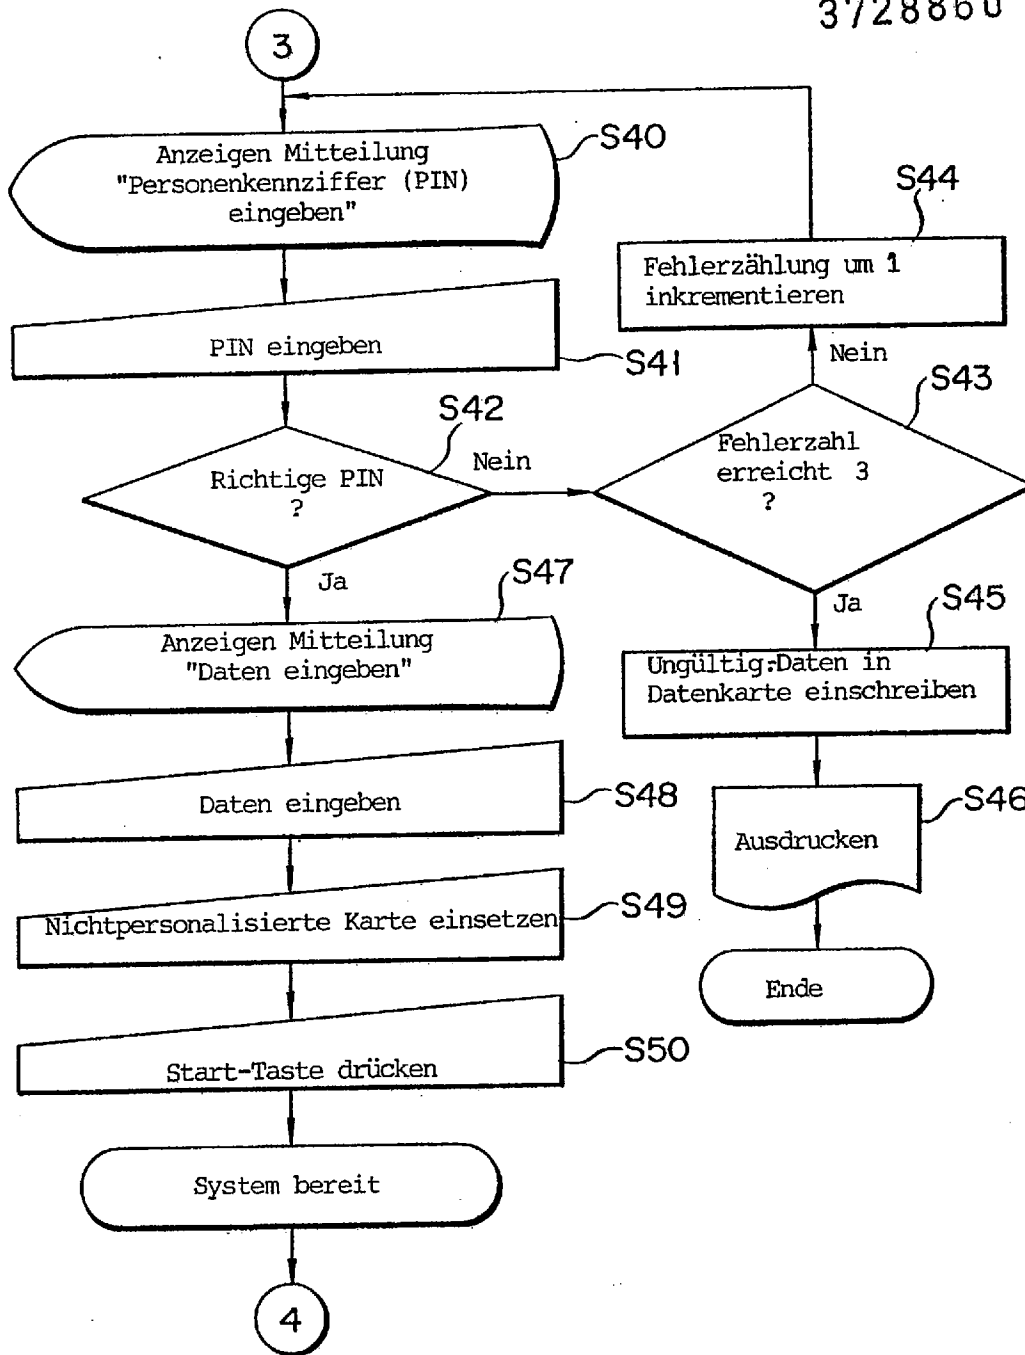 3728860
3
Anzeigen Mitteilung
"Personenkennziffer (PIN)
eingeben"
S40
S44
Fehlerzählung um 1
inkrementieren
PIN eingeben
S41
Nein
S43
S42
Richtige PIN
?
Nein
Fehlerzahl
erreicht 3
?
Ja
S47
Ja
S45
Anzeigen Mitteilung
"Daten eingeben"
Ungültig-Daten in
Datenkarte einschreiben
Daten eingeben
S48
S46
Ausdrucken
Nichtpersonalisierte Karte einsetzen
S49
Ende
Start-Taste drücken
S50
System bereit
4